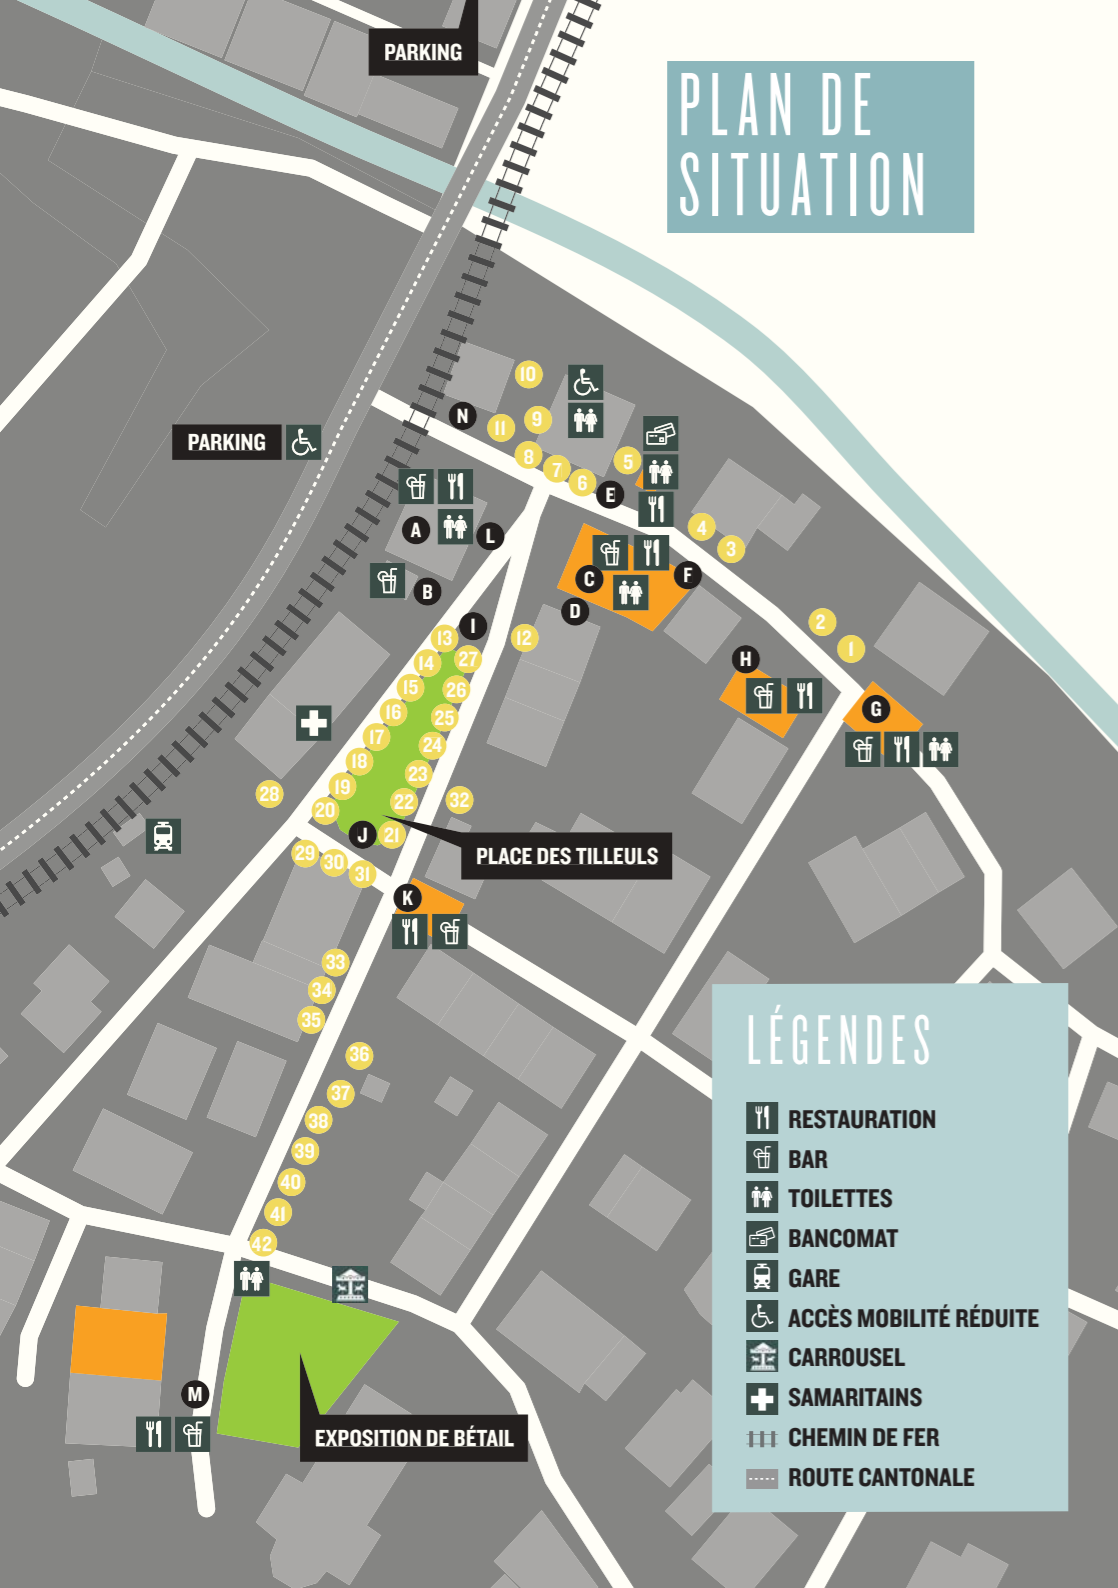 PARKING
PLAN DE
SITUATION
10
N
11
9
8
7
6
5
E
PARKING
A
L
4
3
B
C
F
D
2
1
I
13
12
14
27
H
15
26
G
16
25
17
24
18
23
19
22
28
20
32
J
21
PLACE DES TILLEULS
29
30
31
K
33
34
35
36
37
38
39
40
41
42
M
EXPOSITION DE BÉTAIL
LÉGENDES
RESTAURATION
BAR
TOILETTES
BANCOMAT
GARE
ACCÈS MOBILITÉ RÉDUITE
CARROUSEL
SAMARITAINS
CHEMIN DE FER
ROUTE CANTONALE